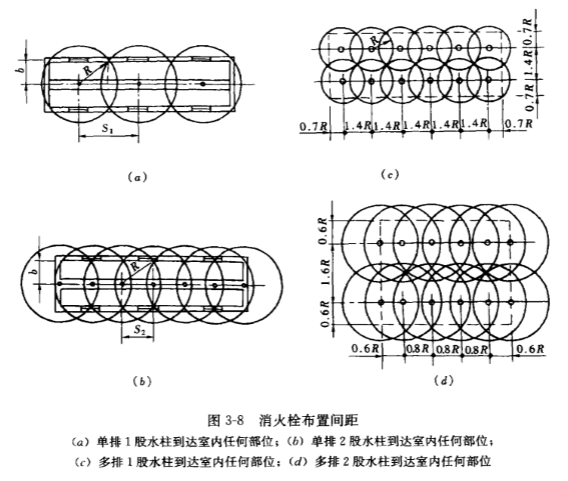 b
R
S₁
(a)
R
0.7R
1.4R
0.7R
0.7R
1.4R
1.4R
1.4R
1.4R
1.4R
0.7R
(c)
b
R
S₂
(b)
0.6R
1.6R
0.6R
0.6R
0.8R
0.8R
0.8R
0.6R
(d)
图 3-8 消火栓布置间距
(a) 单排 1 股水柱到达室内任何部位；(b) 单排 2 股水柱到达室内任何部位；
(c) 多排 1 股水柱到达室内任何部位；(d) 多排 2 股水柱到达室内任何部位